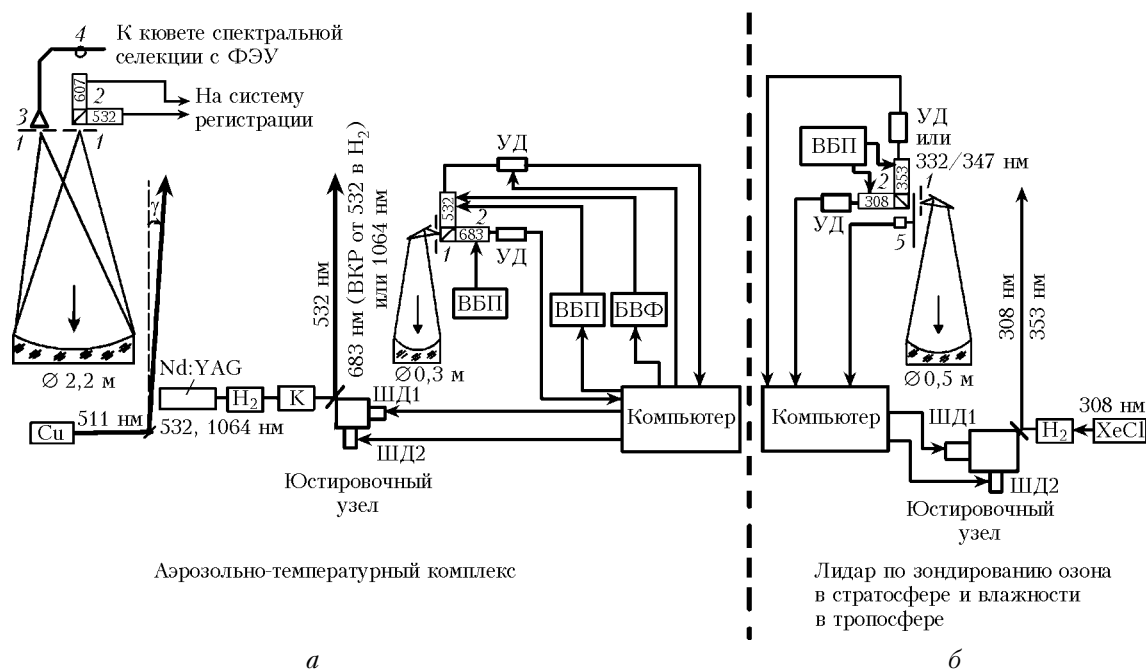 4
К кювете спектральной
селекции с ФЭУ
607
2
532
На систему
регистрации
3
1
1
γ
∅ 2,2 м
Cu
511 нм
Nd:YAG
H₂
K
532, 1064 нм
532 нм
683 нм (ВКР от 532 в H₂)
или 1064 нм
УД
532
2
683
1
УД
ВБП
ВБП
БВФ
∅0,3 м
ШД1
ШД2
Компьютер
Юстировочный
узел
Аэрозольно-температурный комплекс
а
УД
или
332/347 нм
ВБП
353
2
1
308
УД
5
∅0,5 м
308 нм
353 нм
Компьютер
ШД1
ШД2
308 нм
H₂
XeCl
Юстировочный
узел
Лидар по зондированию озона
в стратосфере и влажности
в тропосфере
б